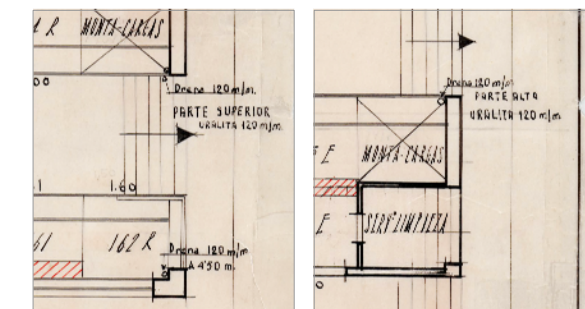 R MONTA-CARGAS
00
Drena 120 m/m.
PARTE SUPERIOR
URALITA 120 m/m
1.60
162 R
Drena 120 m/m
A 4'50 m.
Drena 120 m/m
PARTE ALTA
URALITA 120 m/m
E MONTA-CARGAS
E SERV LIMPIEZA